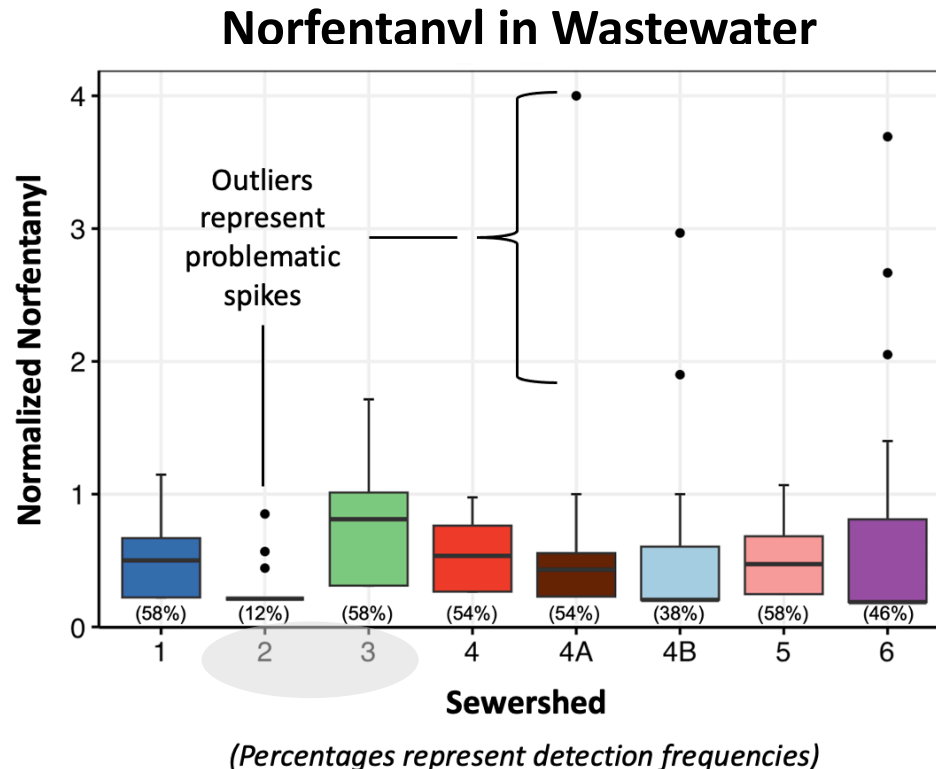 Norfentanyl in Wastewater
Normalized Norfentanyl
4
3
2
1
0
Outliers
represent
problematic
spikes
(58%) (12%) (58%) (54%) (54%) (38%) (58%) (46%)
1 2 3 4 4A 4B 5 6
Sewershed
(Percentages represent detection frequencies)